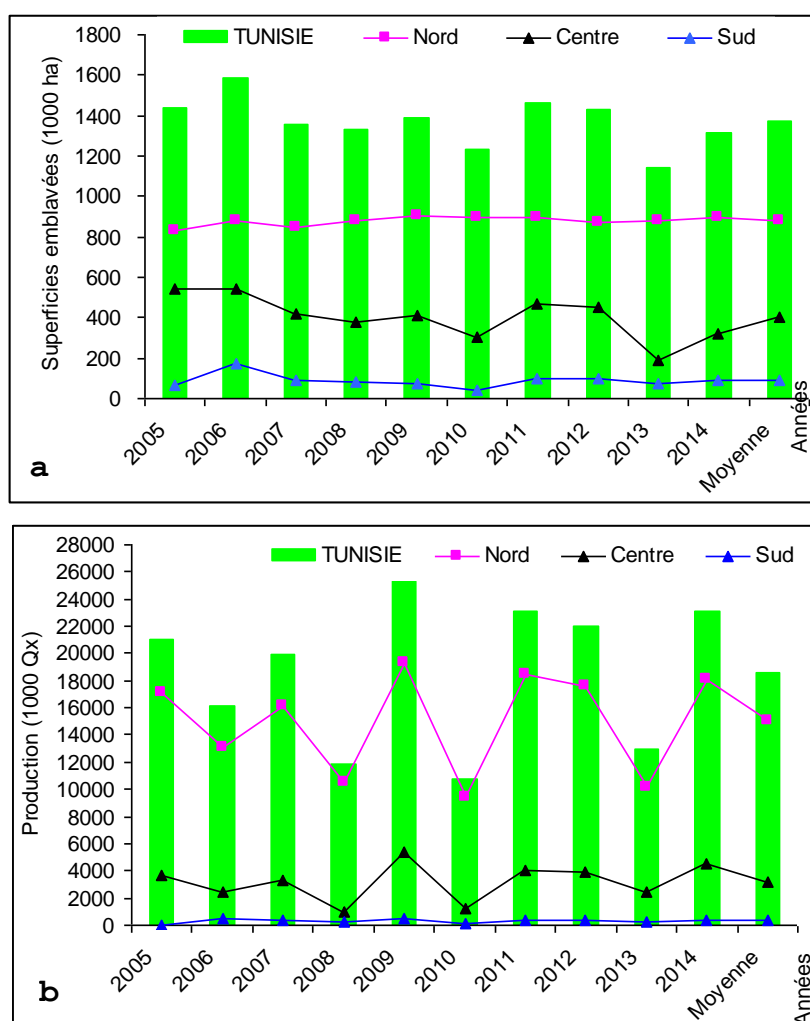 TUNISIE Nord Centre Sud
Superficies emblavées (1000 ha)
1800
1600
1400
1200
1000
800
600
400
200
0
2005 2006 2007 2008 2009 2010 2011 2012 2013 2014 Moyenne
Années
a
TUNISIE Nord Centre Sud
Production (1000 Qx)
28000
26000
24000
22000
20000
18000
16000
14000
12000
10000
8000
6000
4000
2000
0
2005 2006 2007 2008 2009 2010 2011 2012 2013 2014 Moyenne
Années
b